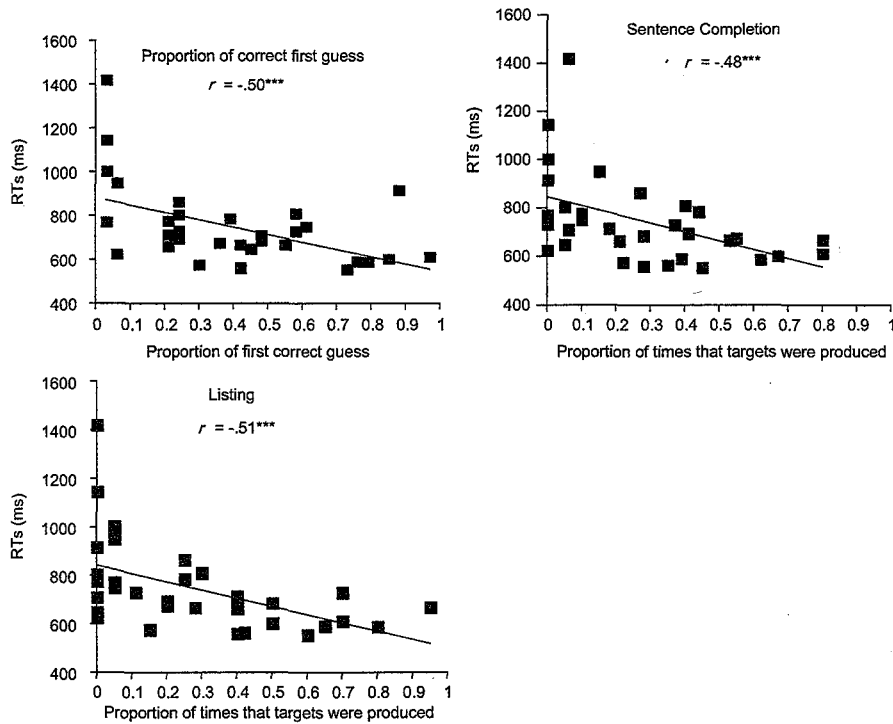 1600
1400
1200
1000
800
600
400
RTs (ms)
Proportion of correct first guess
r = -.50***
0 0.1 0.2 0.3 0.4 0.5 0.6 0.7 0.8 0.9 1
Proportion of first correct guess
1600
1400
1200
1000
800
600
400
RTs (ms)
Sentence Completion
r = -.48***
0 0.1 0.2 0.3 0.4 0.5 0.6 0.7 0.8 0.9 1
Proportion of times that targets were produced
1600
1400
1200
1000
800
600
400
RTs (ms)
Listing
r = -.51***
0 0.1 0.2 0.3 0.4 0.5 0.6 0.7 0.8 0.9 1
Proportion of times that targets were produced